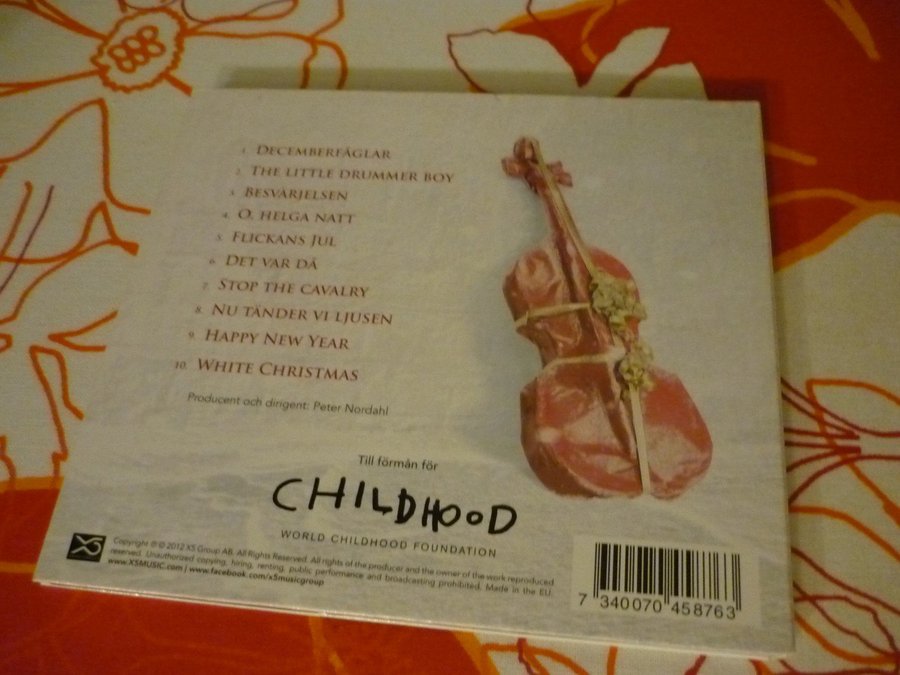 1. DECEMBERFÅGLAR
2. THE LITTLE DRUMMER BOY
3. BESVÄRJELSEN
4. O, HELGA NATT
5. FLICKANS JUL
6. DET VAR DÅ
7. STOP THE CAVALRY
8. NU TÄNDER VI LJUSEN
9. HAPPY NEW YEAR
10. WHITE CHRISTMAS
Producent och dirigent: Peter Nordahl
Till förmån för
CHILDHOOD
WORLD CHILDHOOD FOUNDATION
X5
Copyright ℗ © 2012 X5 Group AB. All Rights Reserved. All rights of the producer and the owner of the work reproduced
reserved. Unauthorized copying, hiring, renting, public performance and broadcasting prohibited. Made in the EU.
www.X5MUSIC.com | www.facebook.com/x5musicgroup
7 340070 458763